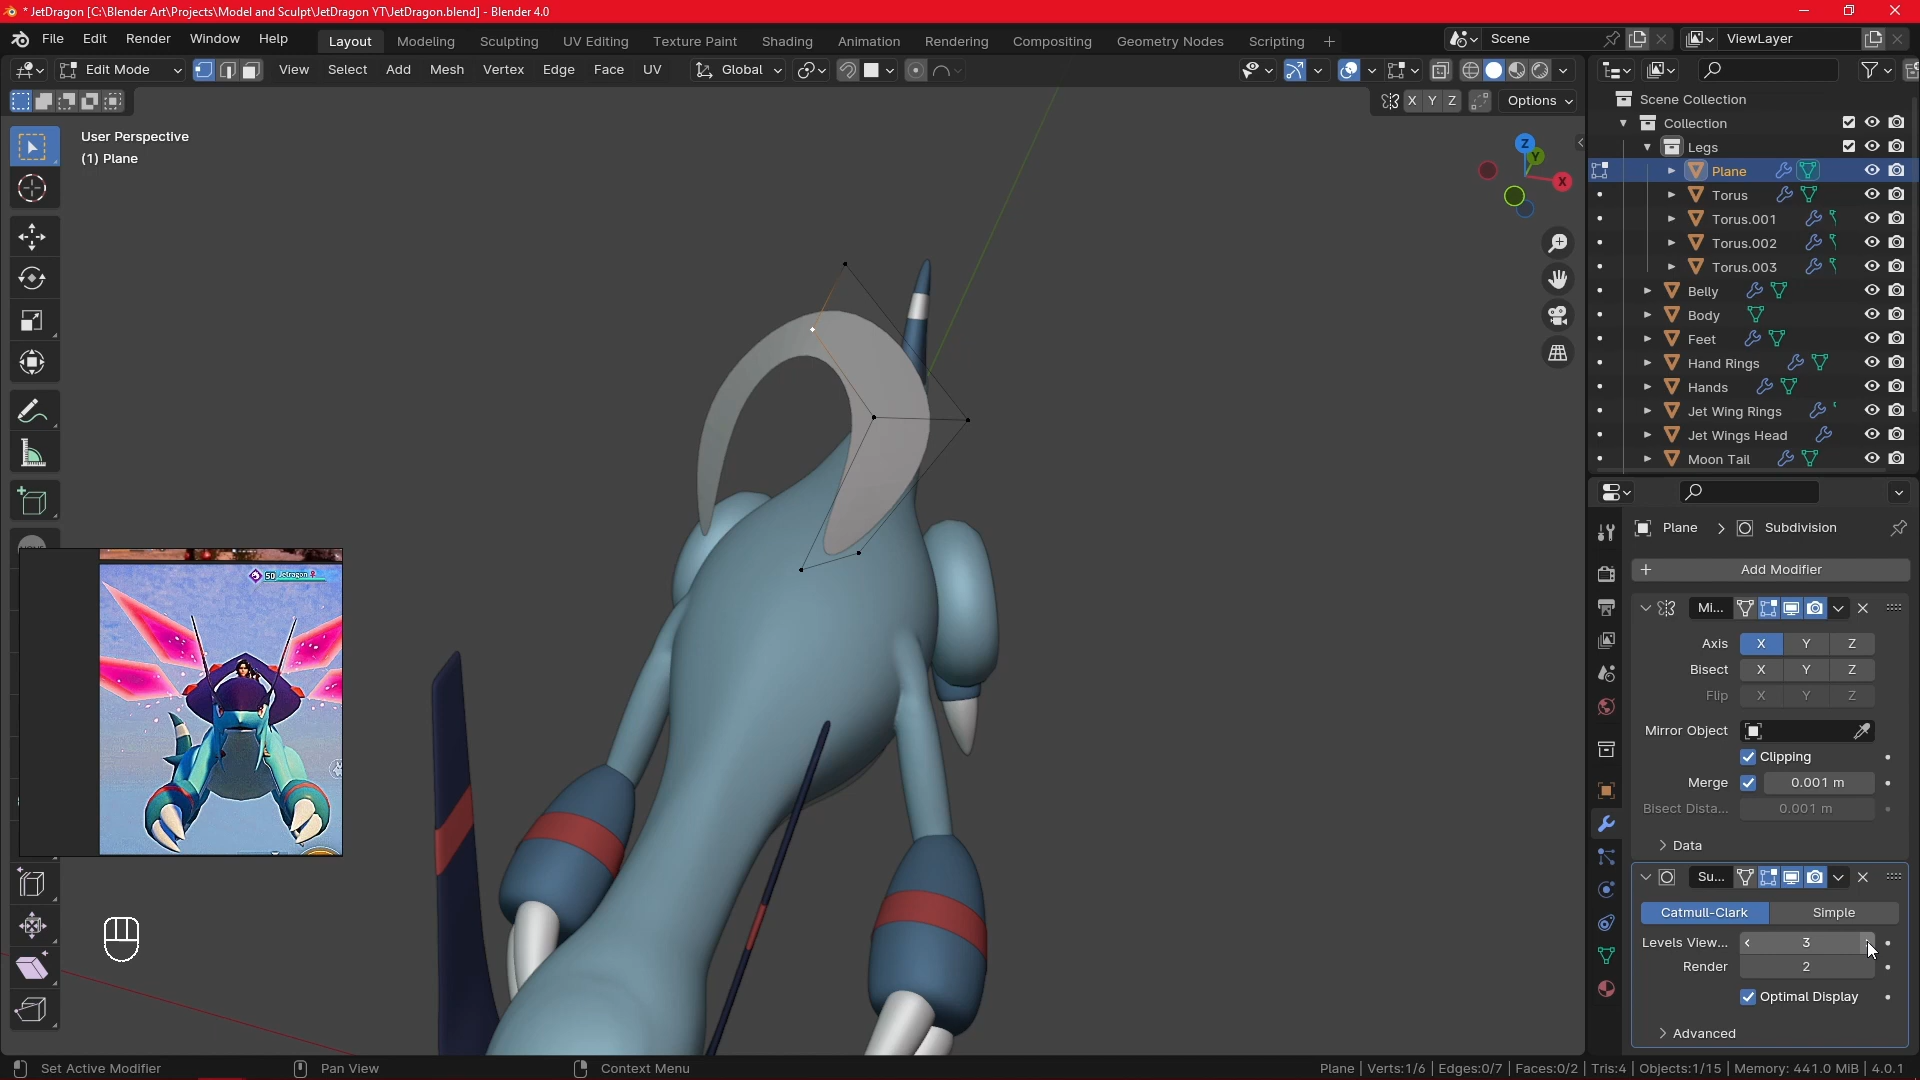 * JetDragon [C:\Blender Art\Projects\Model and Sculpt\JetDragon YT\JetDragon.blend] - Blender 4.0
File Edit Render Window Help Layout Modeling Sculpting UV Editing Texture Paint Shading Animation Rendering Compositing Geometry Nodes Scripting + Scene ViewLayer
Edit Mode View Select Add Mesh Vertex Edge Face UV Global
X Y Z Options
User Perspective
(1) Plane
Z
Y
X
Scene Collection
Collection
Legs
Plane
Torus
Torus.001
Torus.002
Torus.003
Belly
Body
Feet
Hand Rings
Hands
Jet Wing Rings
Jet Wings Head
Moon Tail
50 Jetragon
Plane > Subdivision
+ Add Modifier
Mi...
Axis X Y Z
Bisect X Y Z
Flip X Y Z
Mirror Object
Clipping
Merge 0.001 m
Bisect Dista... 0.001 m
Data
Su...
Catmull-Clark Simple
Levels View... 3
Render 2
Optimal Display
Advanced
Set Active Modifier Pan View Context Menu Plane | Verts:1/6 | Edges:0/7 | Faces:0/2 | Tris:4 | Objects:1/15 | Memory: 441.0 MiB | 4.0.1